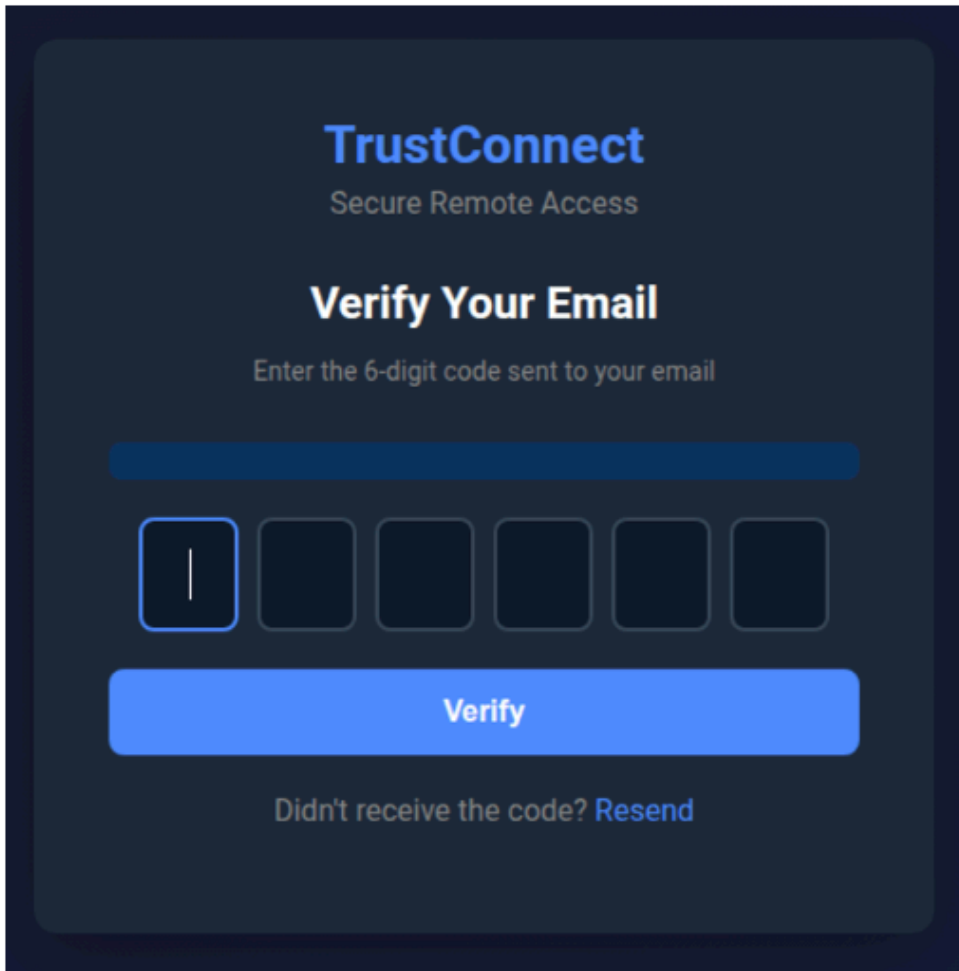 TrustConnect
Secure Remote Access
Verify Your Email
Enter the 6-digit code sent to your email
Verify
Didn't receive the code? Resend